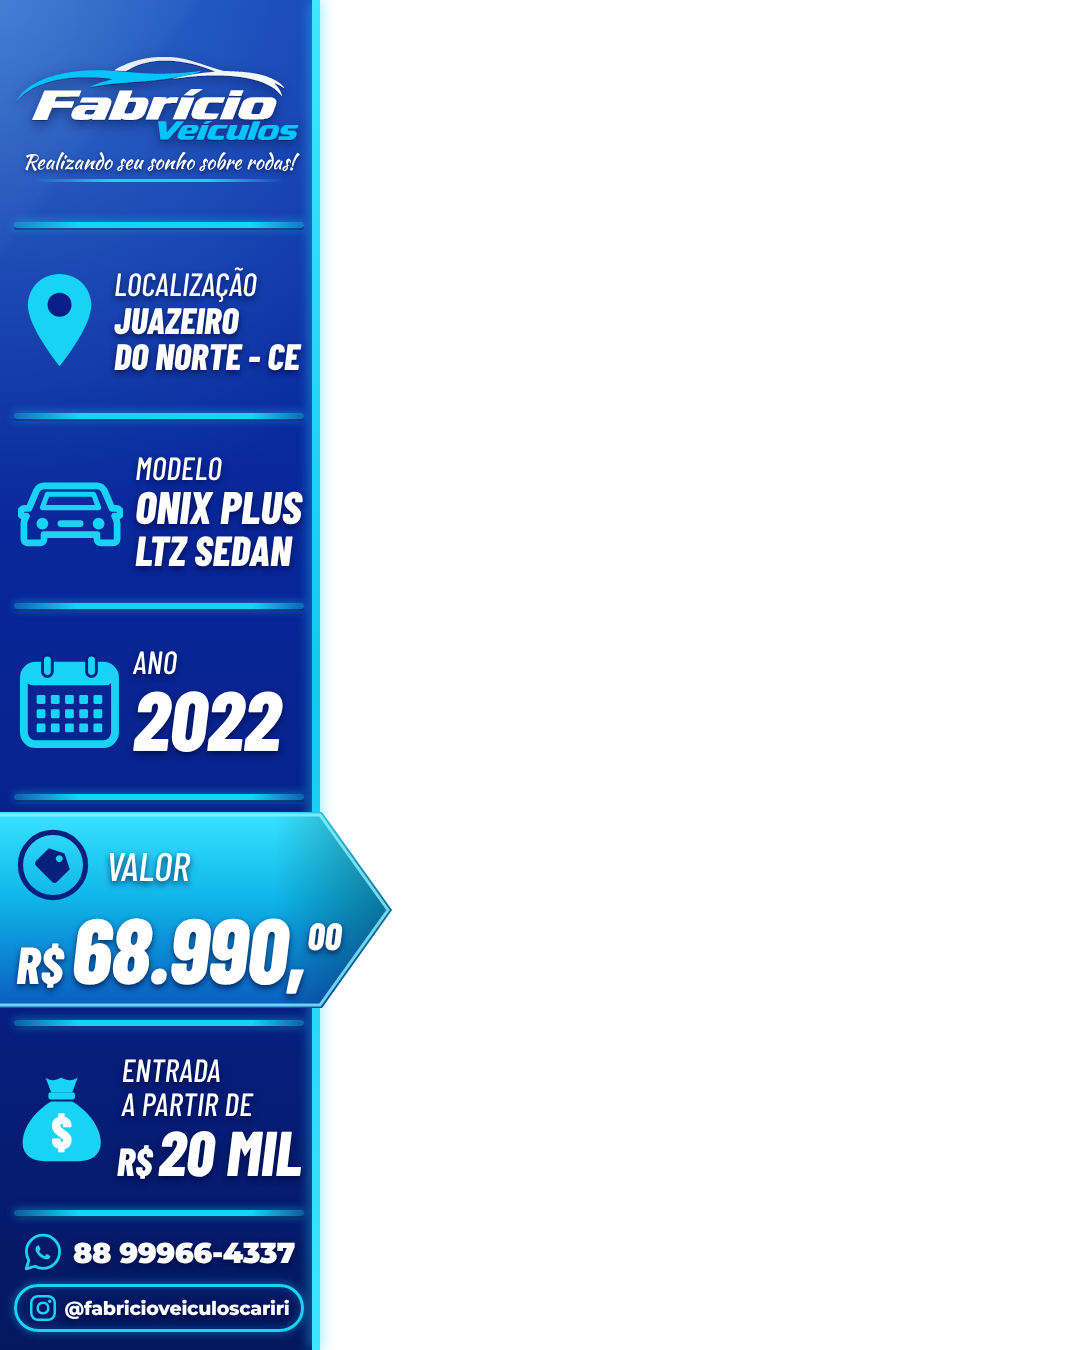 Fabrício
Veículos
Realizando seu sonho sobre rodas!
LOCALIZAÇÃO
JUAZEIRO
DO NORTE - CE
MODELO
ONIX PLUS
LTZ SEDAN
ANO
2022
VALOR
R$ 68.990,00
ENTRADA
A PARTIR DE
R$ 20 MIL
88 99966-4337
@fabricioveiculoscariri